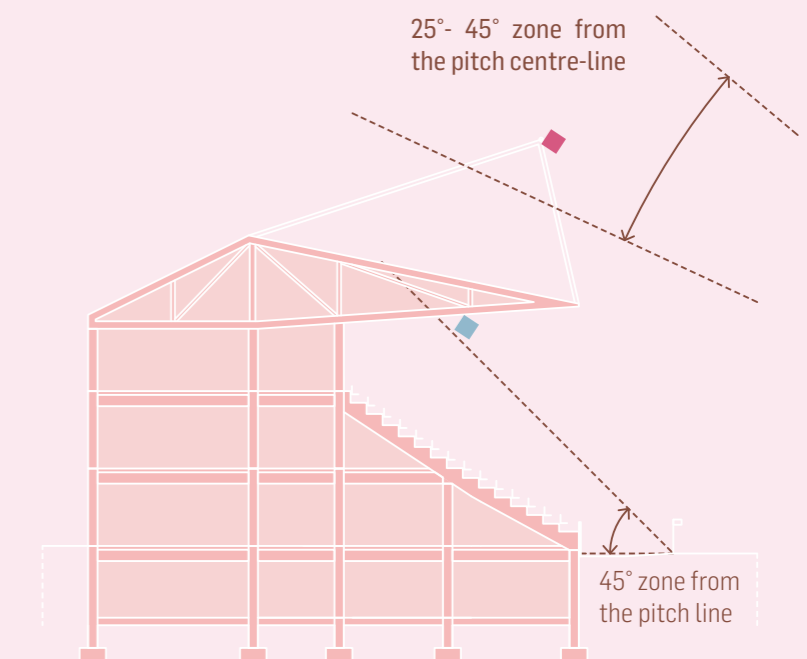 25°- 45° zone from
the pitch centre-line
45° zone from
the pitch line